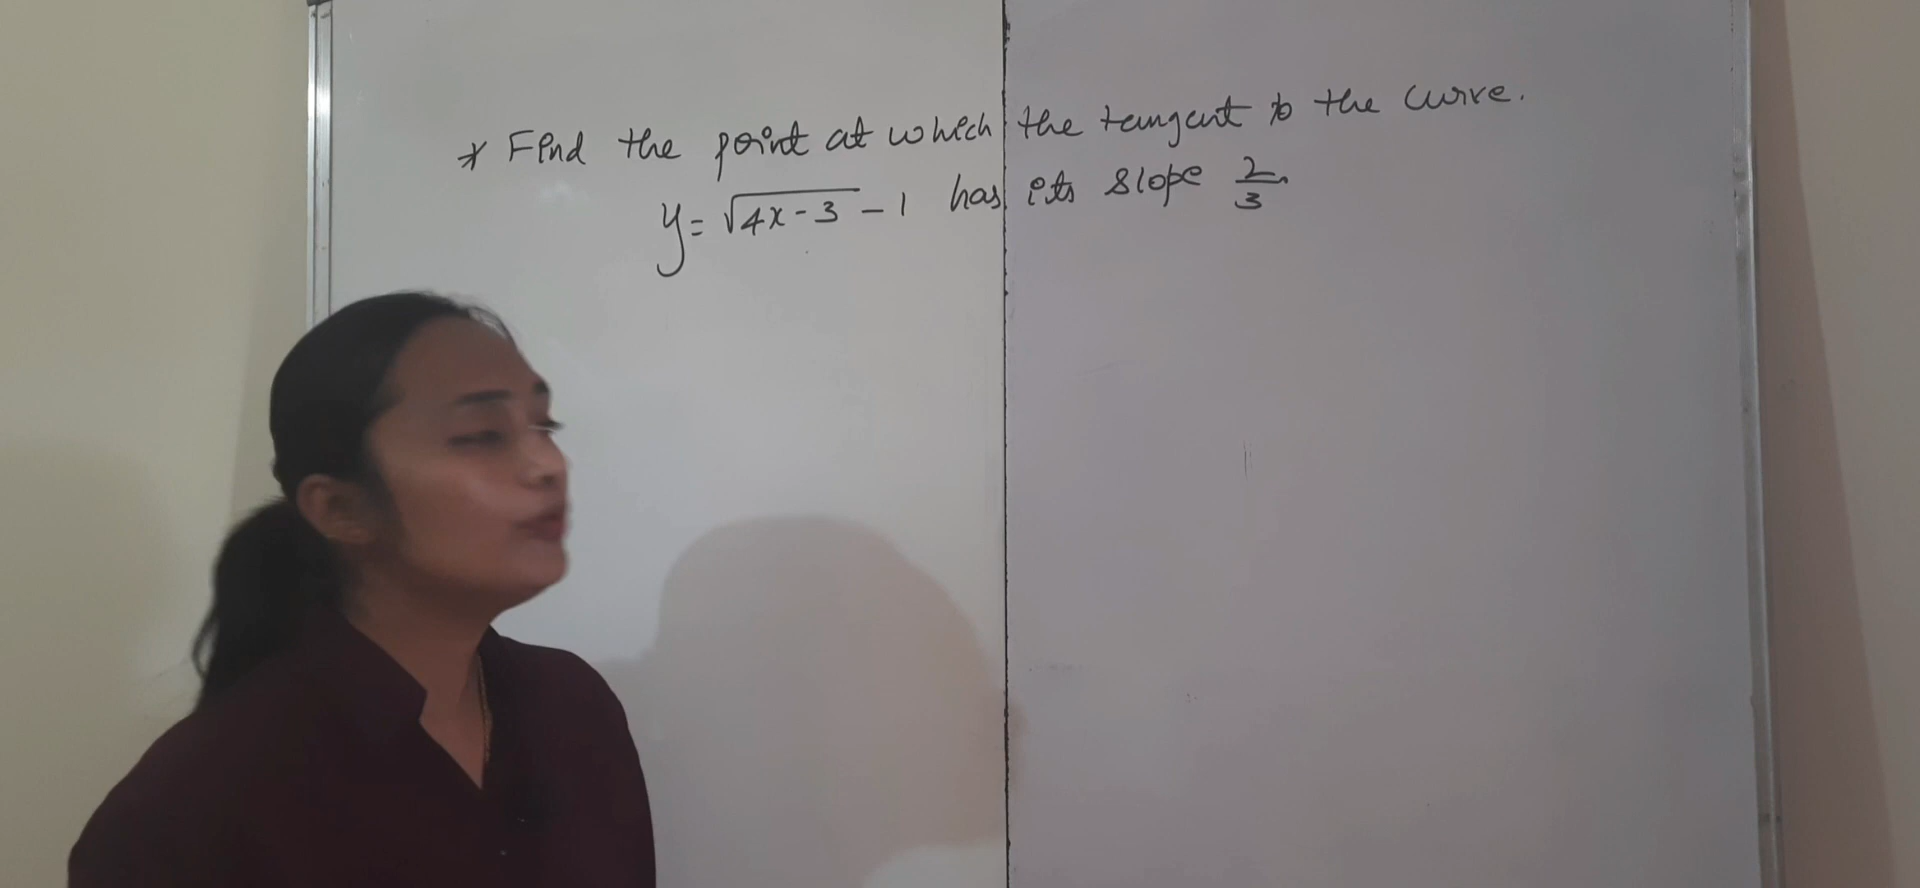 * Find the point at which the tangent to the curve.
y = √4x-3 - 1 has its slope 2/3.